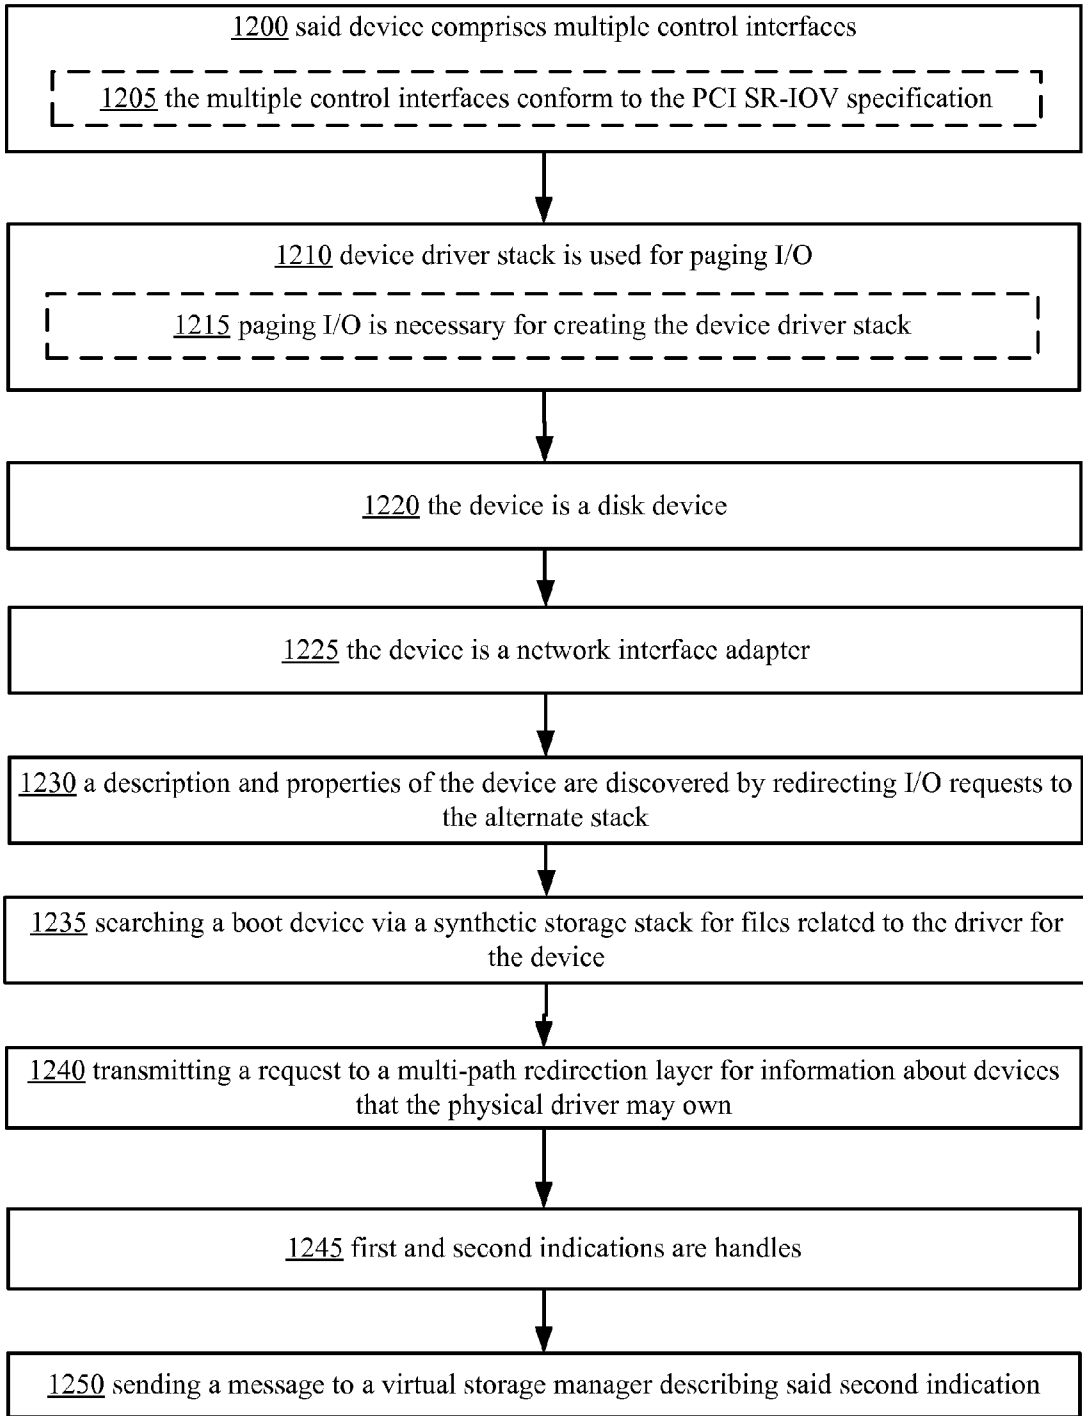 1200 said device comprises multiple control interfaces
1205 the multiple control interfaces conform to the PCI SR-IOV specification
1210 device driver stack is used for paging I/O
1215 paging I/O is necessary for creating the device driver stack
1220 the device is a disk device
1225 the device is a network interface adapter
1230 a description and properties of the device are discovered by redirecting I/O requests to
the alternate stack
1235 searching a boot device via a synthetic storage stack for files related to the driver for
the device
1240 transmitting a request to a multi-path redirection layer for information about devices
that the physical driver may own
1245 first and second indications are handles
1250 sending a message to a virtual storage manager describing said second indication